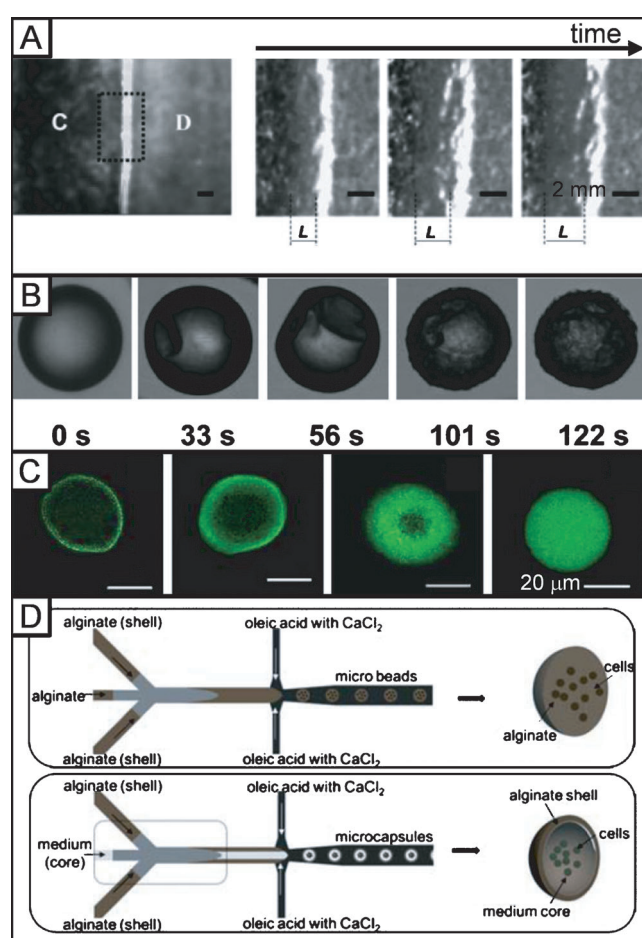 A
time
C
D
2 mm
L
L
L
B
0 s 33 s 56 s 101 s 122 s
C
20 μm
D
alginate (shell)
oleic acid with CaCl₂
micro beads
cells
alginate
alginate
alginate (shell)
oleic acid with CaCl₂
alginate (shell)
oleic acid with CaCl₂
alginate shell
microcapsules
cells
medium
(core)
medium core
alginate (shell)
oleic acid with CaCl₂